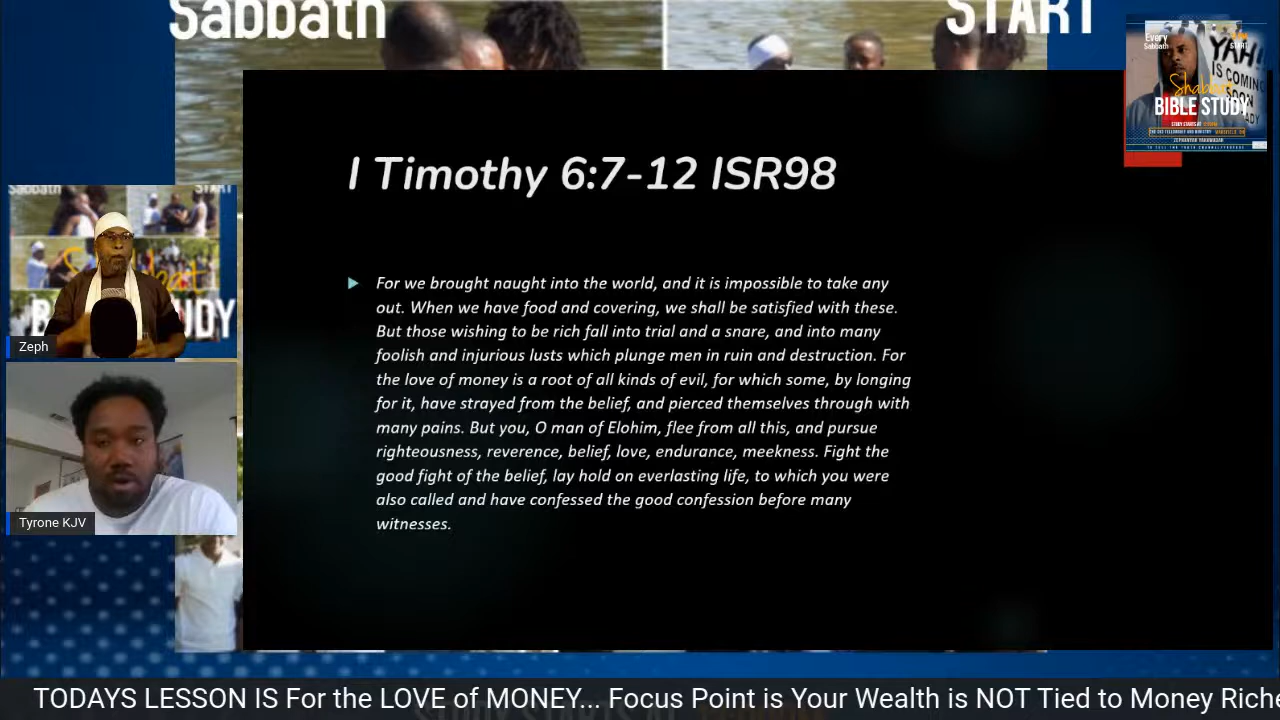 Sabbath
START
Every
Sabbath
START
YAH!
IS COMING
SOON
Shabbat
BIBLE STUDY
I Timothy 6:7-12 ISR98
For we brought naught into the world, and it is impossible to take any
out. When we have food and covering, we shall be satisfied with these.
But those wishing to be rich fall into trial and a snare, and into many
foolish and injurious lusts which plunge men in ruin and destruction. For
the love of money is a root of all kinds of evil, for which some, by longing
for it, have strayed from the belief, and pierced themselves through with
many pains. But you, O man of Elohim, flee from all this, and pursue
righteousness, reverence, belief, love, endurance, meekness. Fight the
good fight of the belief, lay hold on everlasting life, to which you were
also called and have confessed the good confession before many
witnesses.
Zeph
Tyrone KJV
TODAYS LESSON IS For the LOVE of MONEY... Focus Point is Your Wealth is NOT Tied to Money Riche